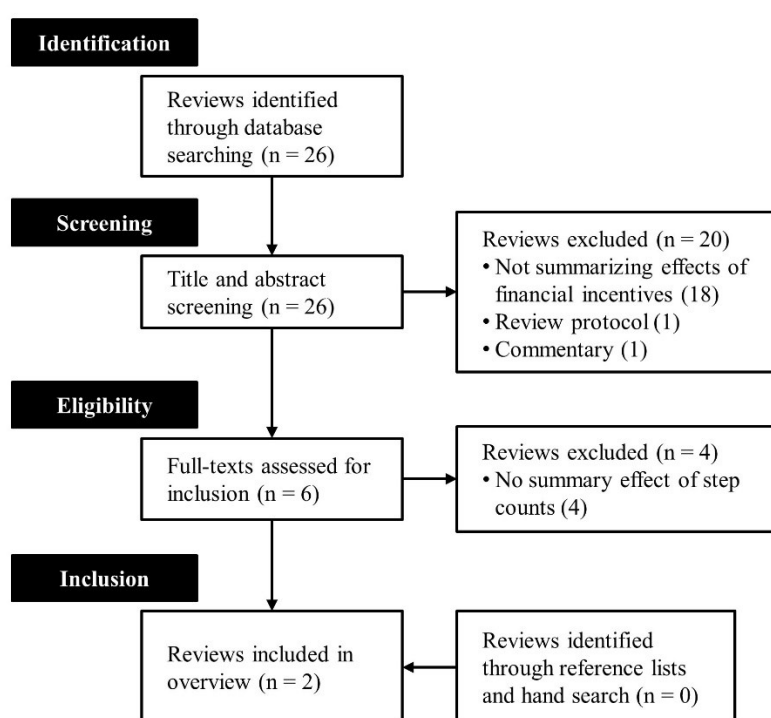 Identification
Reviews identified
through database
searching (n = 26)
Screening
Title and abstract
screening (n = 26)
Reviews excluded (n = 20)
• Not summarizing effects of
financial incentives (18)
• Review protocol (1)
• Commentary (1)
Eligibility
Full-texts assessed for
inclusion (n = 6)
Reviews excluded (n = 4)
• No summary effect of step
counts (4)
Inclusion
Reviews included in
overview (n = 2)
Reviews identified
through reference lists
and hand search (n = 0)